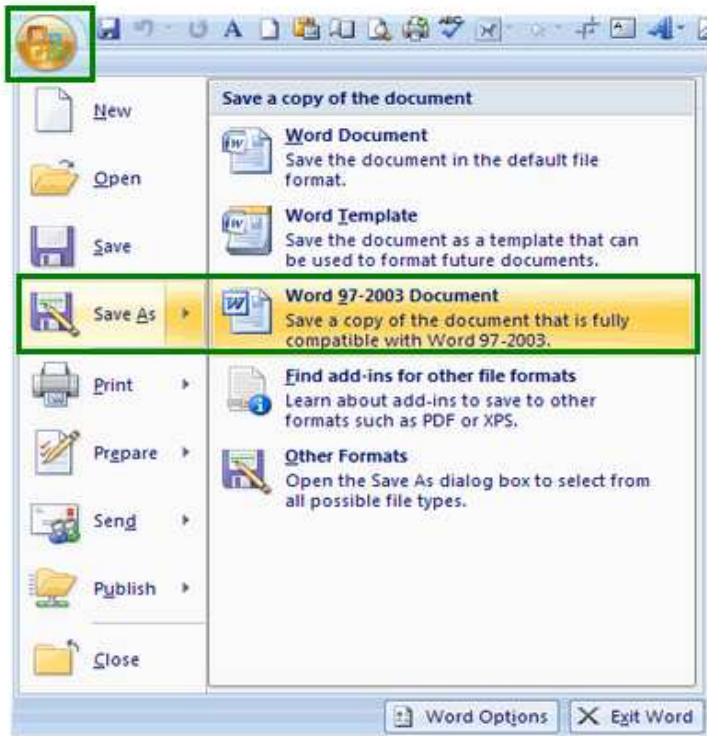 New
Open
Save
Save As
Print
Prepare
Send
Publish
Close
Save a copy of the document
Word Document
Save the document in the default file
format.
Word Template
Save the document as a template that can
be used to format future documents.
Word 97-2003 Document
Save a copy of the document that is fully
compatible with Word 97-2003.
Find add-ins for other file formats
Learn about add-ins to save to other
formats such as PDF or XPS.
Other Formats
Open the Save As dialog box to select from
all possible file types.
Word Options
Exit Word